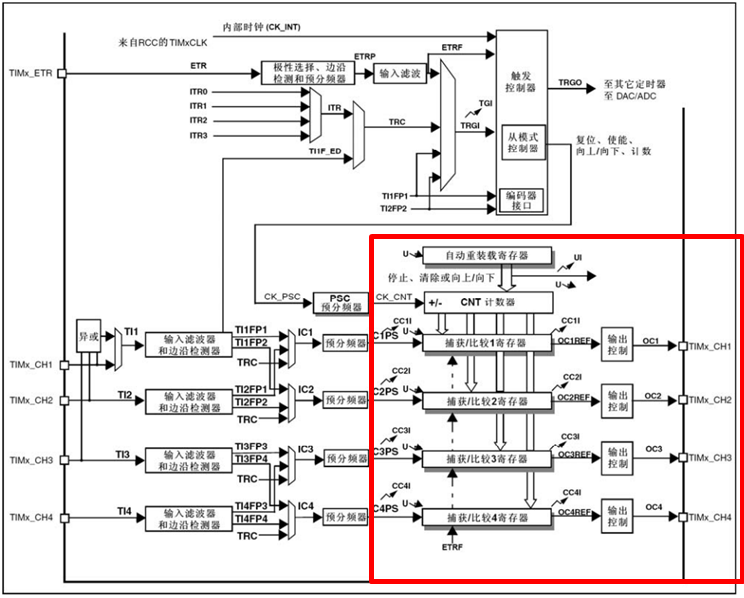 内部时钟(CK_INT)
来自RCC的TIMxCLK
TIMx_ETR
ETR
极性选择、边沿
检测和预分频器
ETRP
输入滤波
ETRF
触发
控制器
TRGO
至其它定时器
至 DAC/ADC
ITR0
ITR1
ITR2
ITR3
ITR
TRC
TGI
TRGI
从模式
控制器
复位、使能、
向上/向下、计数
TI1F_ED
TI1FP1
TI2FP2
编码器
接口
U
自动重装载寄存器
UI
停止、清除或向上/向下
U
CK_PSC
PSC
预分频器
CK_CNT
+/-
CNT 计数器
异或
TI1
输入滤波器
和边沿检测器
TI1FP1
TI1FP2
TRC
IC1
预分频器
CC1I
C1PS
U
捕获/比较1寄存器
CC1I
OC1REF
输出
控制
OC1
TIMx_CH1
TIMx_CH1
TIMx_CH2
TI2
输入滤波器
和边沿检测器
TI2FP1
TI2FP2
TRC
IC2
预分频器
CC2I
C2PS
U
捕获/比较2寄存器
CC2I
OC2REF
输出
控制
OC2
TIMx_CH2
TIMx_CH3
TI3
输入滤波器
和边沿检测器
TI3FP3
TI3FP4
TRC
IC3
预分频器
CC3I
C3PS
U
捕获/比较3寄存器
CC3I
OC3REF
输出
控制
OC3
TIMx_CH3
TIMx_CH4
TI4
输入滤波器
和边沿检测器
TI4FP3
TI4FP4
TRC
IC4
预分频器
CC4I
C4PS
U
捕获/比较4寄存器
CC4I
OC4REF
输出
控制
OC4
TIMx_CH4
ETRF